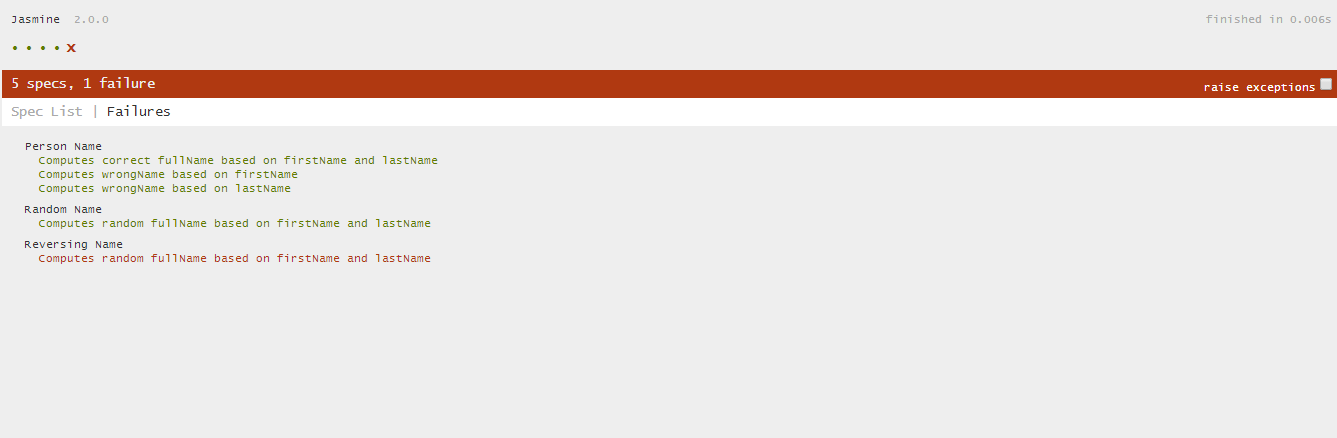 Jasmine 2.0.0
finished in 0.006s
• • • • x
5 specs, 1 failure
raise exceptions
Spec List | Failures
Person Name
Computes correct fullName based on firstName and lastName
Computes wrongName based on firstName
Computes wrongName based on lastName
Random Name
Computes random fullName based on firstName and lastName
Reversing Name
Computes random fullName based on firstName and lastName